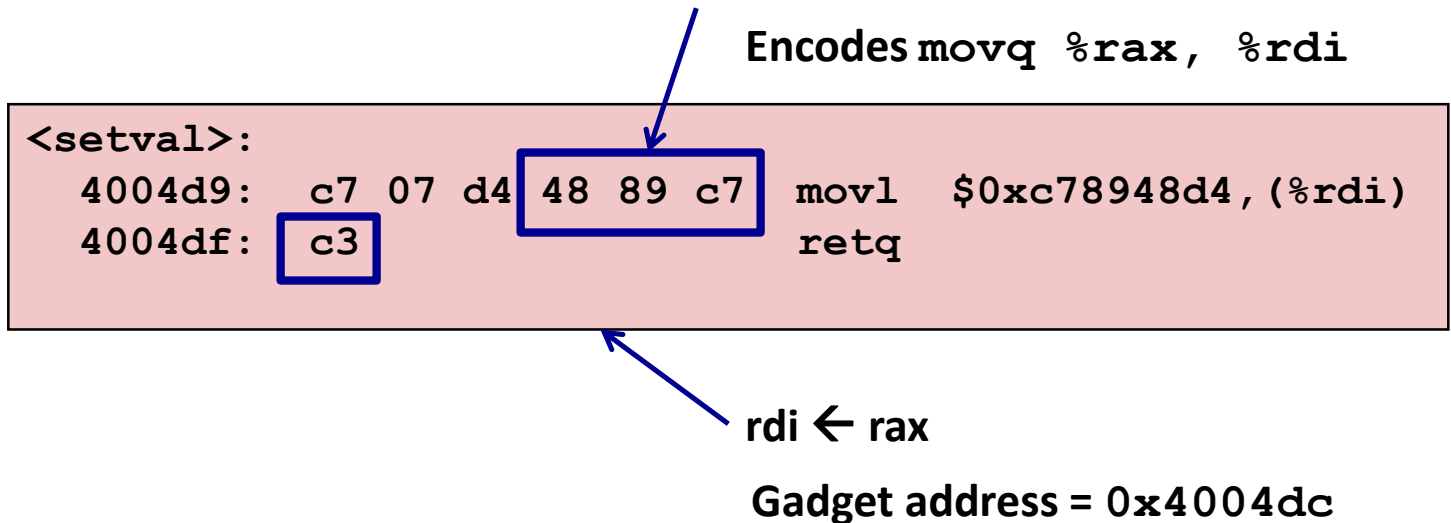 Encodes movq %rax, %rdi
<setval>:
4004d9: c7 07 d4 48 89 c7 movl $0xc78948d4,(%rdi)
4004df: c3 retq
rdi ← rax
Gadget address = 0x4004dc